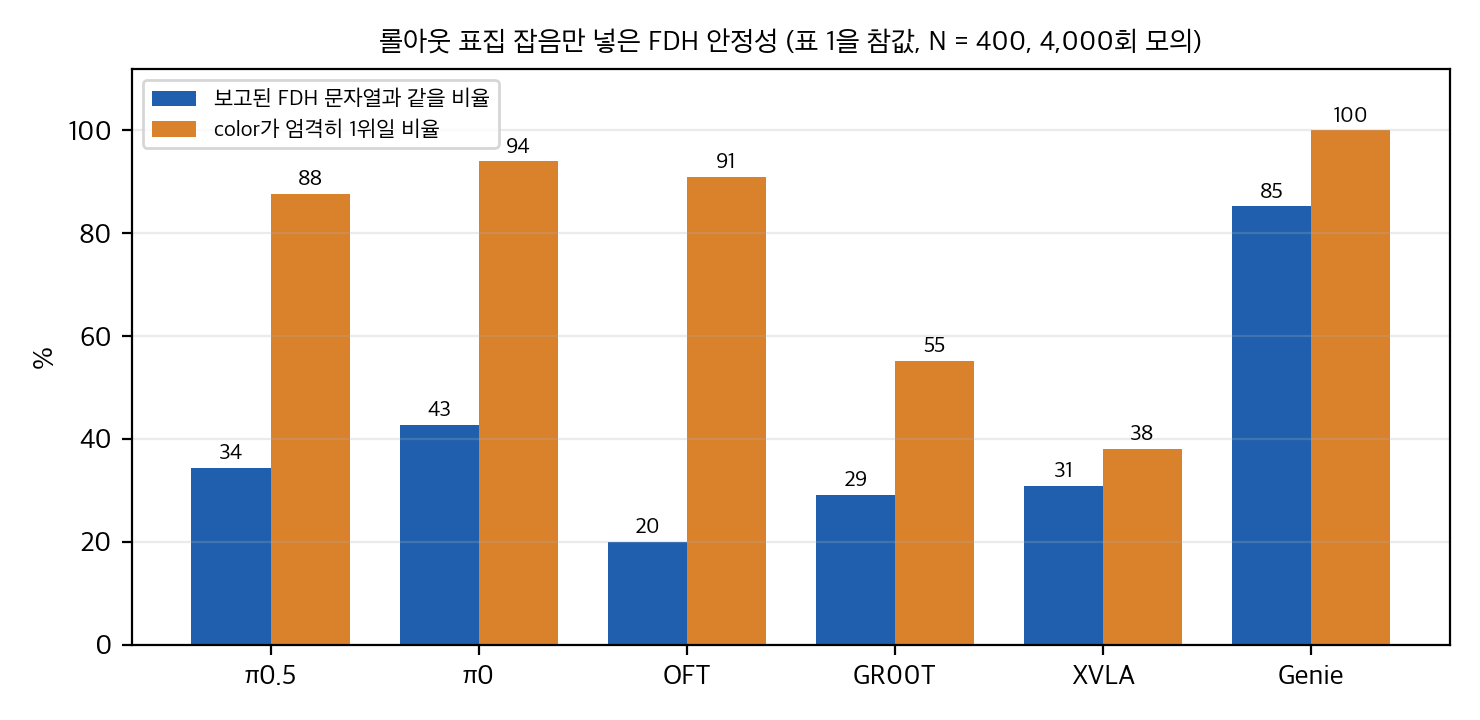 롤아웃 표집 잡음만 넣은 FDH 안정성 (표 1을 참값, N = 400, 4,000회 모의)
보고된 FDH 문자열과 같을 비율
color가 엄격히 1위일 비율
%
100
80
60
40
20
0
34
88
43
94
20
91
29
55
31
38
85
100
π0.5
π0
OFT
GR00T
XVLA
Genie